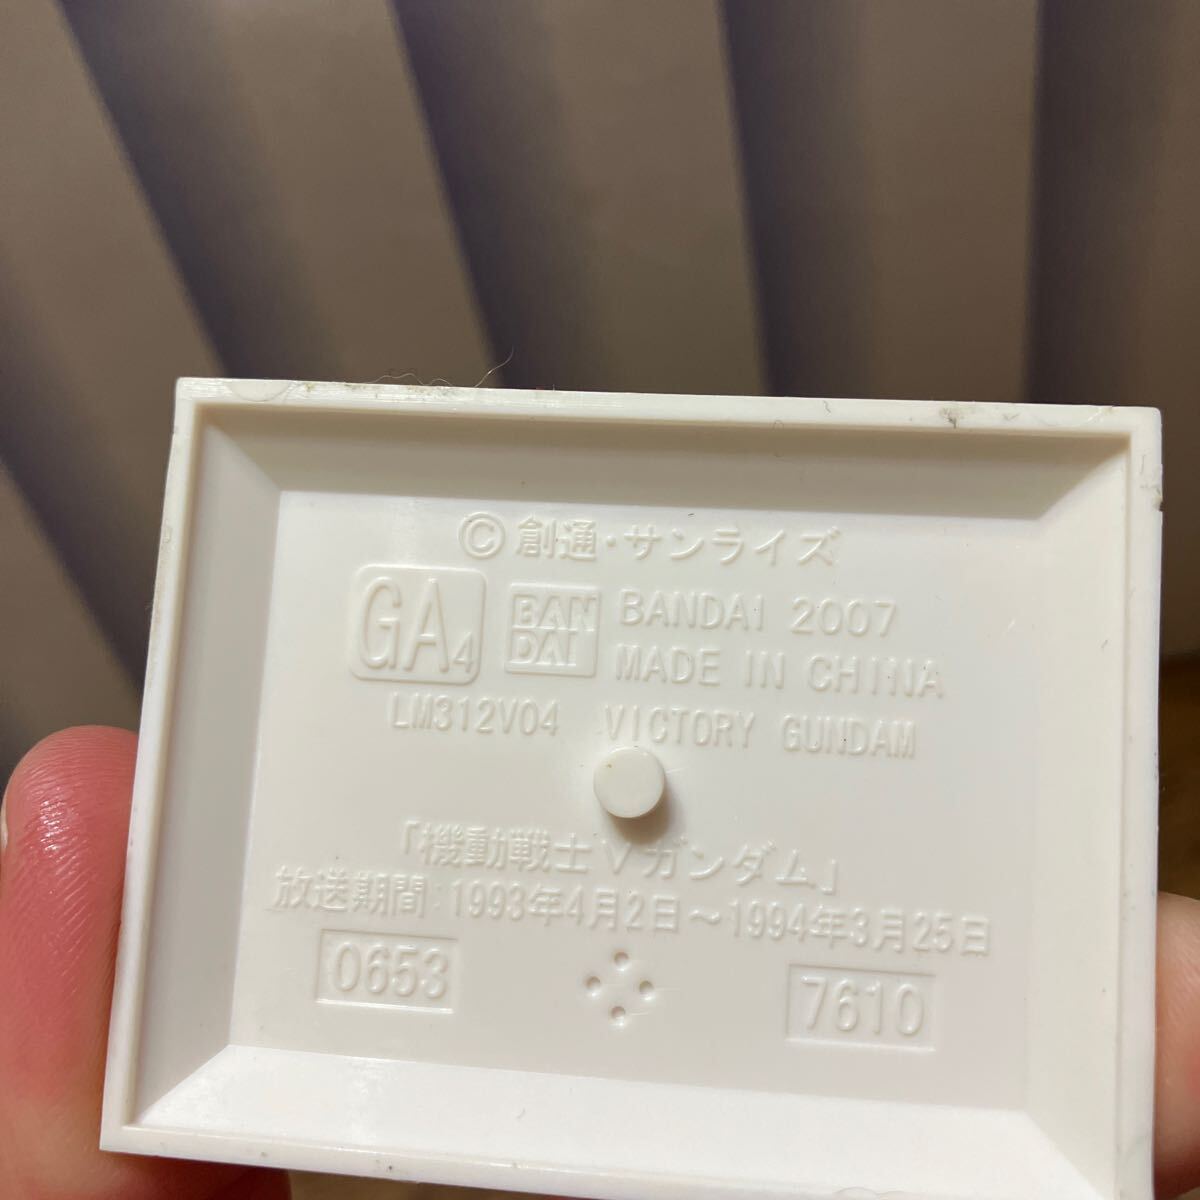 © 創通・サンライズ
GA4 BANDAI BANDAI 2007
MADE IN CHINA
LM312V04 VICTORY GUNDAM
「機動戦士Vガンダム」
放送期間:1993年4月2日～1994年3月25日
0653 7610